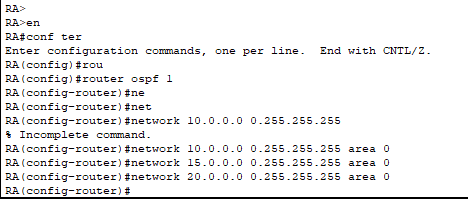 RA>
RA>en
RA#conf ter
Enter configuration commands, one per line.  End with CNTL/Z.
RA(config)#rou
RA(config)#router ospf 1
RA(config-router)#ne
RA(config-router)#net
RA(config-router)#network 10.0.0.0 0.255.255.255
% Incomplete command.
RA(config-router)#network 10.0.0.0 0.255.255.255 area 0
RA(config-router)#network 15.0.0.0 0.255.255.255 area 0
RA(config-router)#network 20.0.0.0 0.255.255.255 area 0
RA(config-router)#